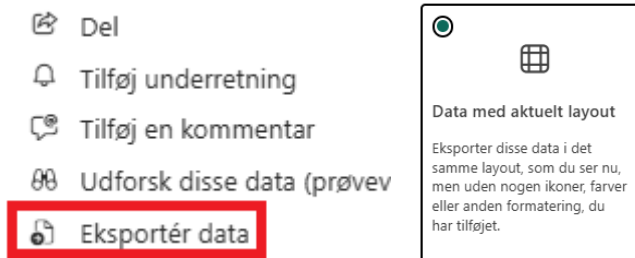 Del
Tilføj underretning
Tilføj en kommentar
Udforsk disse data (prøvev
Eksportér data
Data med aktuelt layout
Eksporter disse data i det
samme layout, som du ser nu,
men uden nogen ikoner, farver
eller anden formatering, du
har tilføjet.